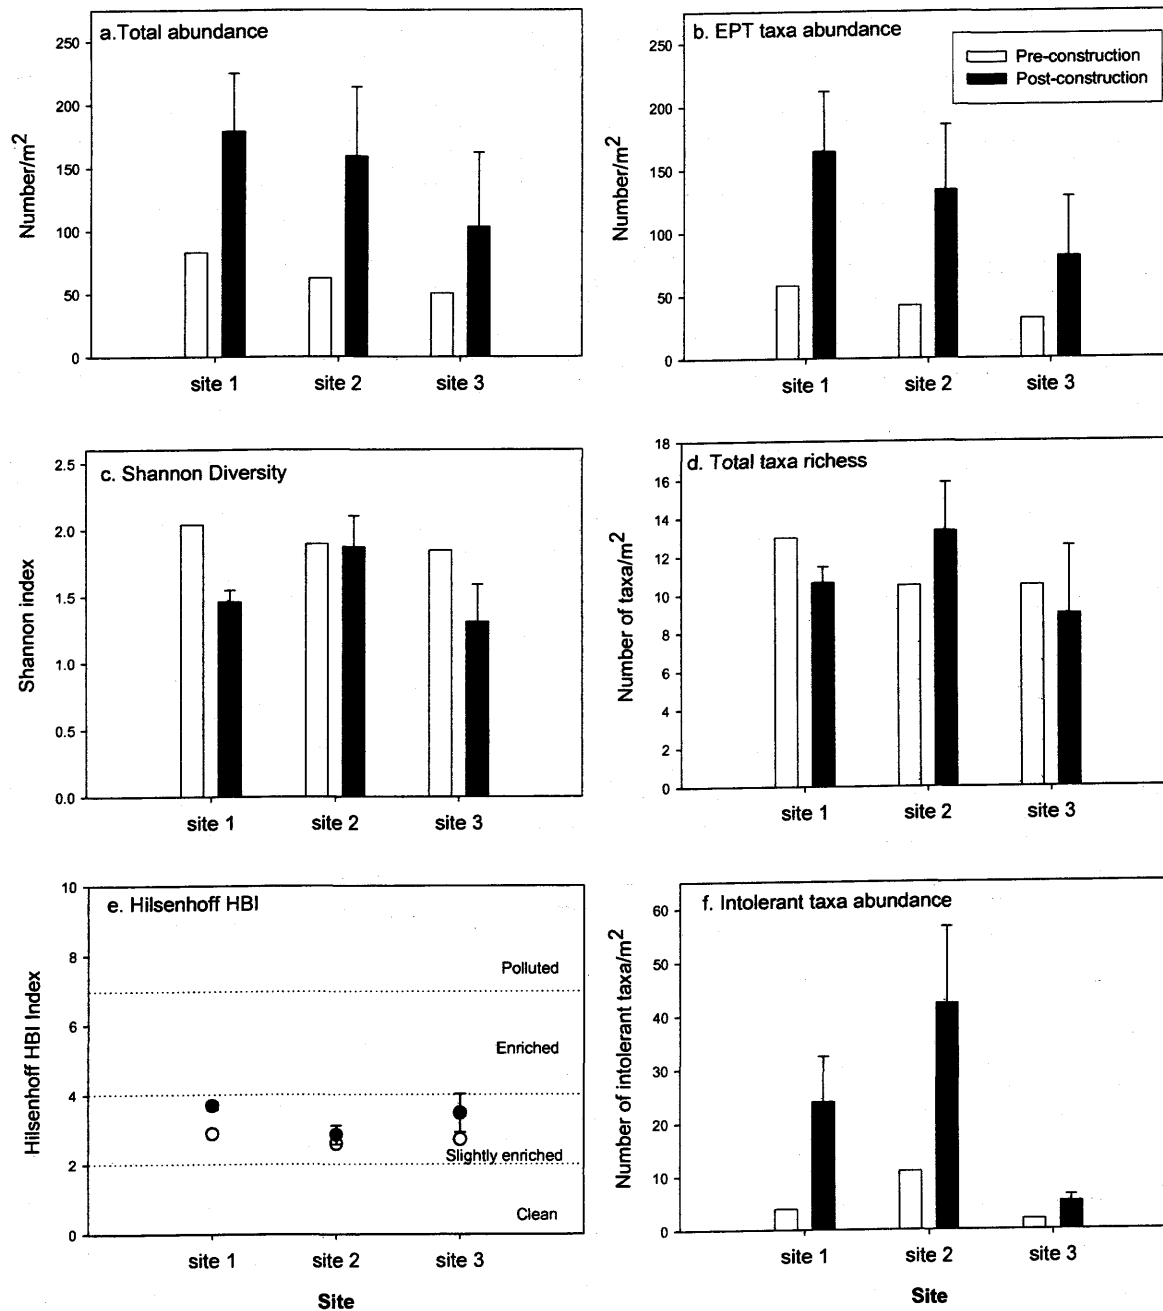 a.Total abundance
250
200
150
100
50
0
Number/m2
site 1 site 2 site 3
b. EPT taxa abundance
Pre-construction
Post-construction
250
200
150
100
50
0
Number/m2
site 1 site 2 site 3
c. Shannon Diversity
2.5
2.0
1.5
1.0
0.5
0.0
Shannon index
site 1 site 2 site 3
d. Total taxa richess
18
16
14
12
10
8
6
4
2
0
Number of taxa/m2
site 1 site 2 site 3
e. Hilsenhoff HBI
10
8
6
4
2
0
Hilsenhoff HBI Index
Polluted
Enriched
Slightly enriched
Clean
site 1 site 2 site 3
Site
f. Intolerant taxa abundance
60
50
40
30
20
10
0
Number of intolerant taxa/m2
site 1 site 2 site 3
Site